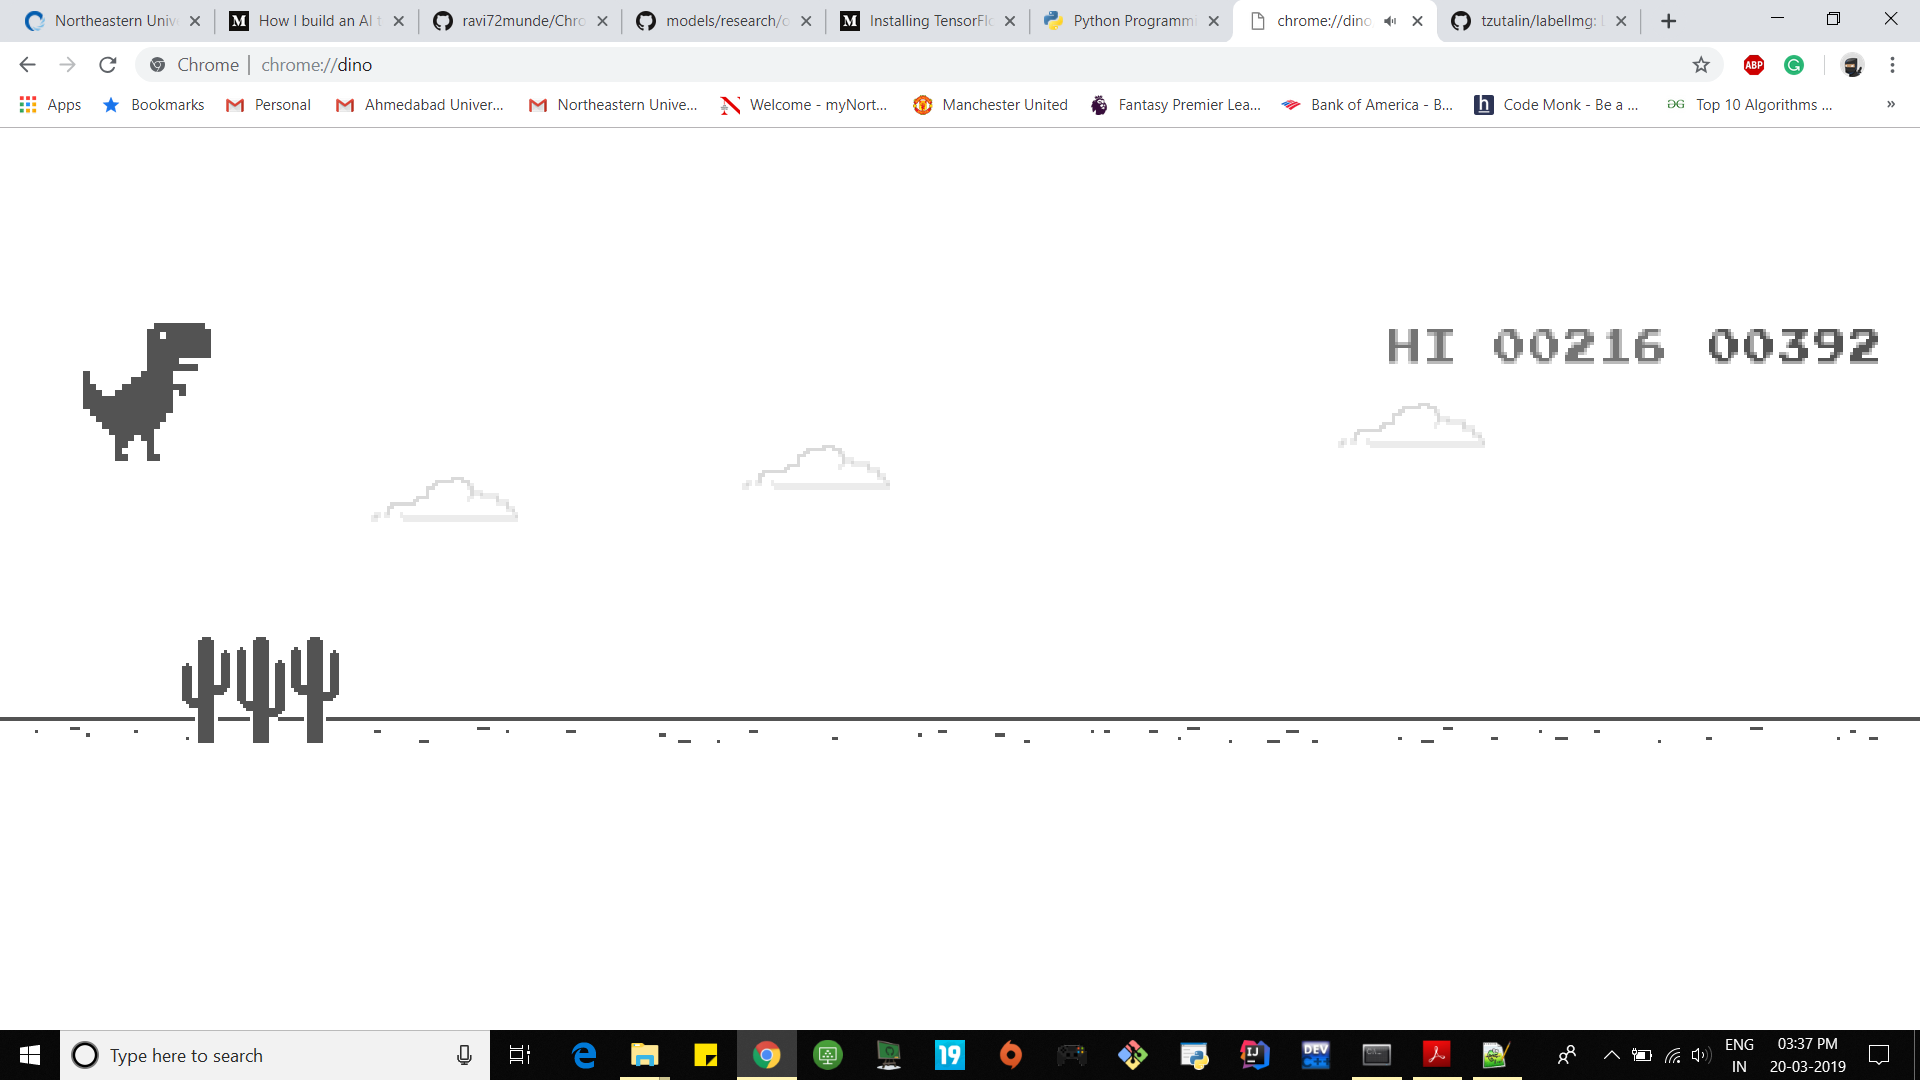 Northeastern Univ
How I build an AI t
ravi72munde/Chro
models/research/o
Installing TensorFlo
Python Programmi
chrome://dino
tzutalin/labelImg: L
Chrome | chrome://dino
ABP
Apps
Bookmarks
Personal
Ahmedabad Univer...
Northeastern Unive...
Welcome - myNort...
Manchester United
Fantasy Premier Lea...
Bank of America - B...
Code Monk - Be a ...
Top 10 Algorithms ...
»
HI 00216 00392
Type here to search
19
IJ
DEV
ENG
IN
03:37 PM
20-03-2019